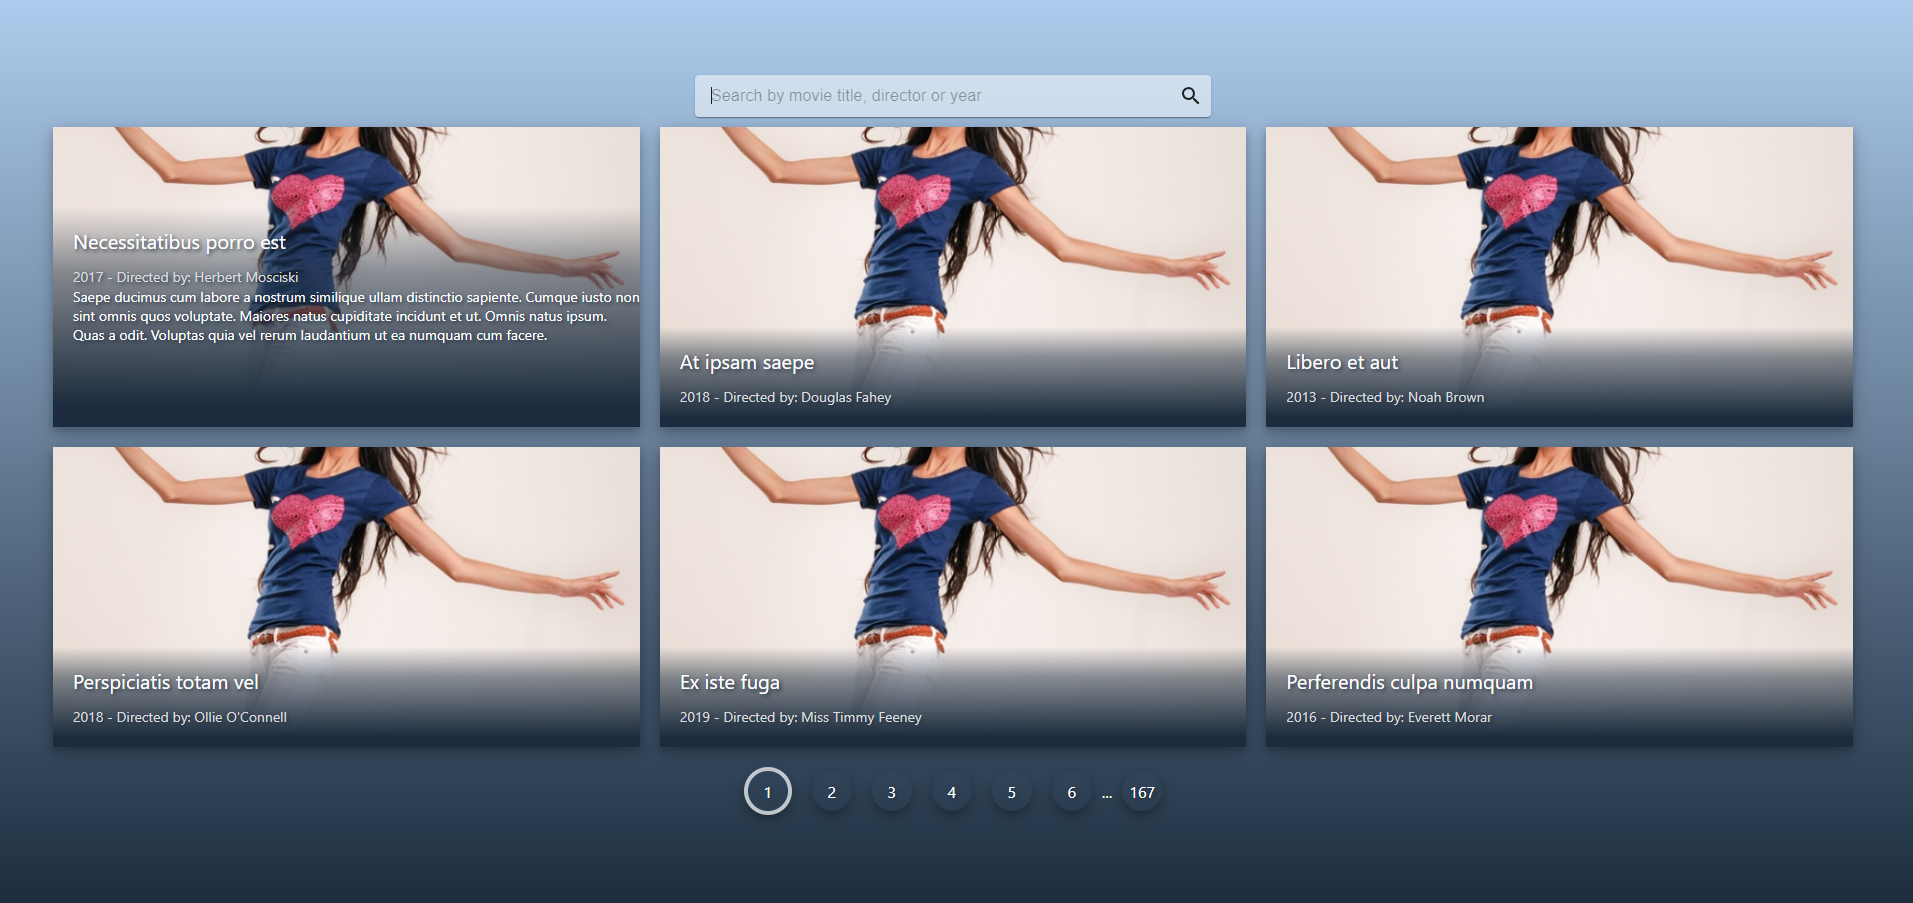 Search by movie title, director or year
Necessitatibus porro est
2017 - Directed by: Herbert Mosciski
Saepe ducimus cum labore a nostrum similique ullam distinctio sapiente. Cumque iusto non
sint omnis quos voluptate. Maiores natus cupiditate incidunt et ut. Omnis natus ipsum.
Quas a odit. Voluptas quia vel rerum laudantium ut ea numquam cum facere.
At ipsam saepe
2018 - Directed by: Douglas Fahey
Libero et aut
2013 - Directed by: Noah Brown
Perspiciatis totam vel
2018 - Directed by: Ollie O'Connell
Ex iste fuga
2019 - Directed by: Miss Timmy Feeney
Perferendis culpa numquam
2016 - Directed by: Everett Morar
1 2 3 4 5 6 ... 167